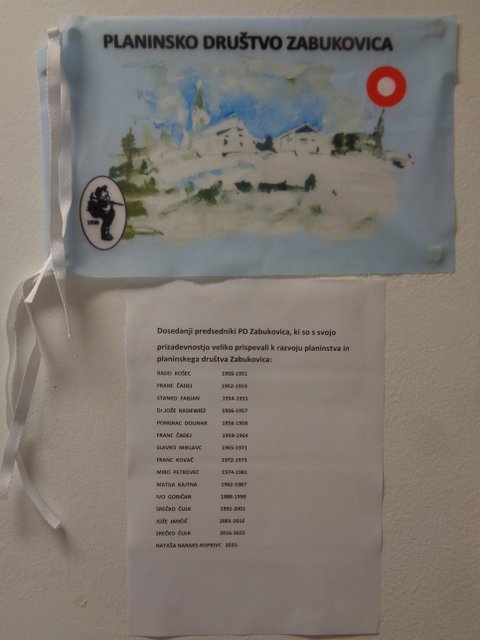 PLANINSKO DRUŠTVO ZABUKOVICA
Dosedanji predsedniki PD Zabukovica, ki so s svojo
prizadevnostjo veliko prispevali k razvoju planinstva in
planinskega društva Zabukovica:
RADO KOŠEC 1950-1951
FRANC ČADEJ 1952-1953
STANKO FABJAN 1954-1955
Dr.JOŽE RASIEWIEZ 1956-1957
PONGRAC DOLINAR 1958-1958
FRANC ČADEJ 1959-1964
SLAVKO MIKLAVC 1965-1971
FRANC KOVAČ 1972-1973
MIRO PETROVEC 1974-1981
MATIJA KAJTNA 1982-1987
IVO GORIČAN 1988-1990
SREČKO ČULK 1991-2001
JOŽE JANČIČ 2001-2016
SREČKO ČULK 2016-2025
NATAŠA NARAKS-KOPRIVC 2025-